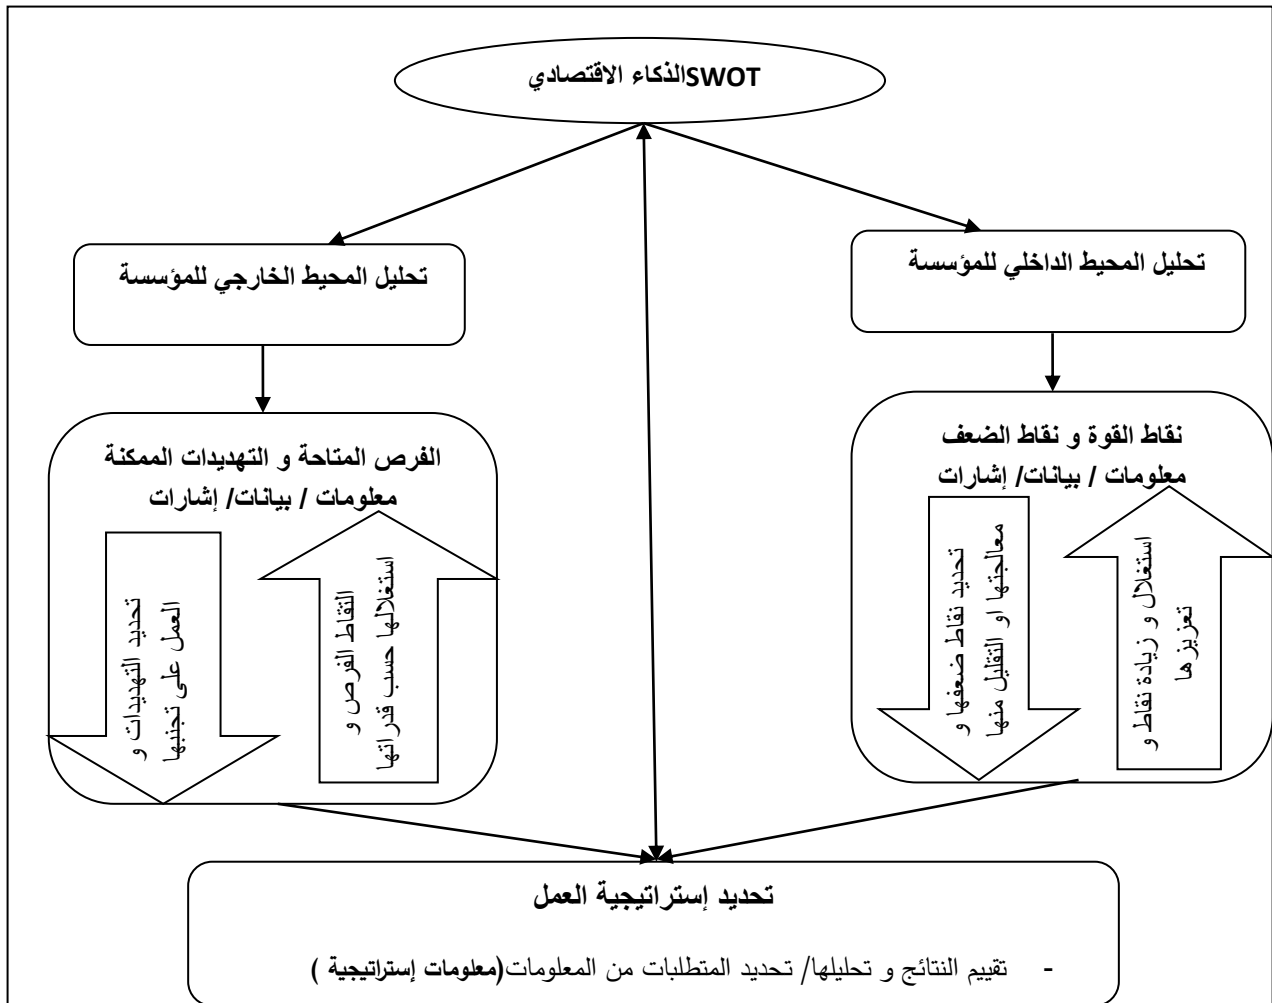 SWOTالذكاء الاقتصادي
تحليل المحيط الداخلي للمؤسسة
تحليل المحيط الخارجي للمؤسسة
نقاط القوة و نقاط الضعف
معلومات / بيانات/ إشارات
استغلال و زيادة نقاط و
تعزيزها
تحديد نقاط ضعفها و
معالجتها او التقليل منها
الفرص المتاحة و التهديدات الممكنة
معلومات / بيانات/ إشارات
التقاط الفرص و
استغلالها حسب قدراتها
تحديد التهديدات و
العمل على تجنبها
تحديد إستراتيجية العمل
- تقييم النتائج و تحليلها/ تحديد المتطلبات من المعلومات(معلومات إستراتيجية )